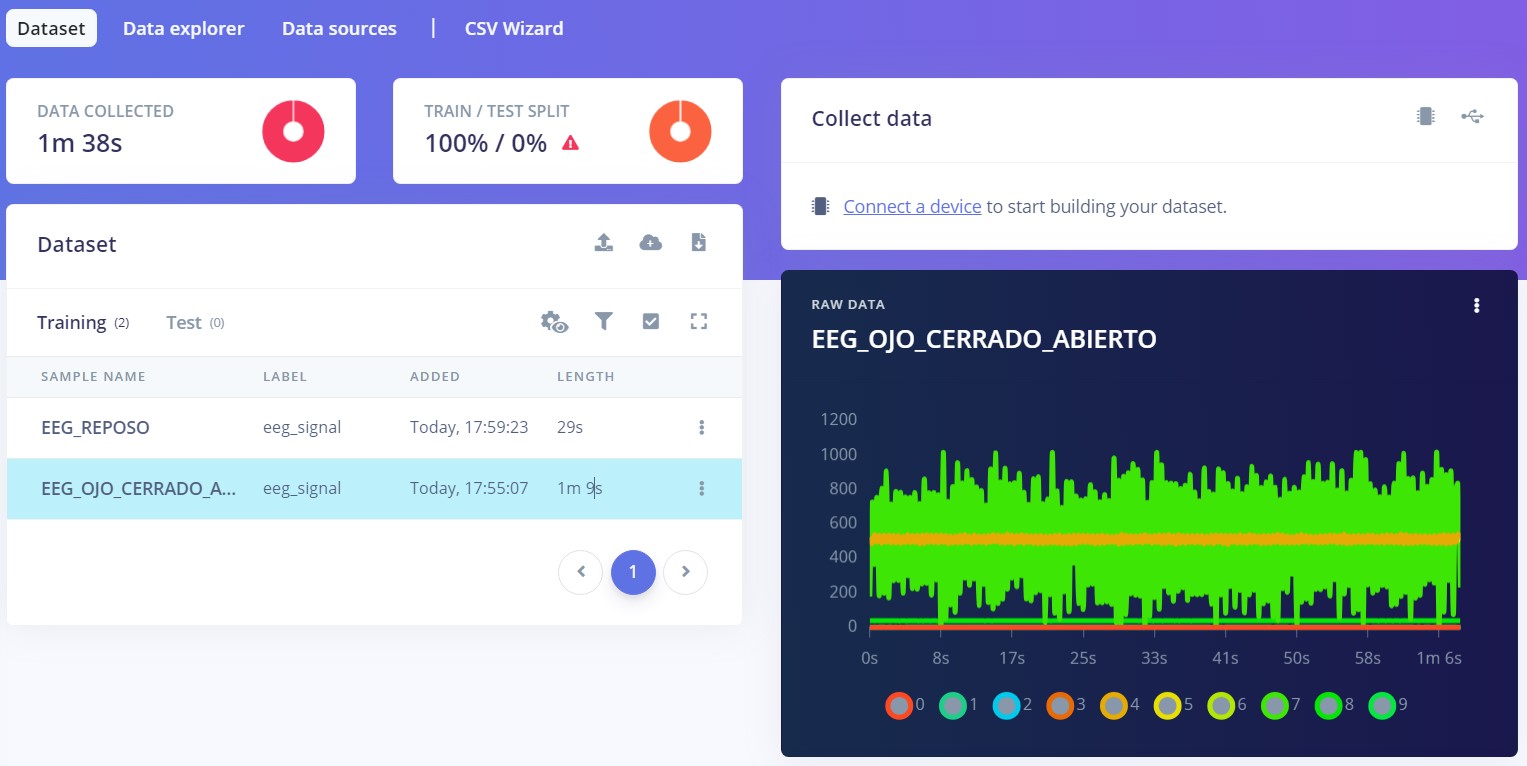 Dataset Data explorer Data sources | CSV Wizard
DATA COLLECTED
1m 38s
TRAIN / TEST SPLIT
100% / 0%
Dataset
Training (2) Test (0)
SAMPLE NAME LABEL ADDED LENGTH
EEG_REPOSO eeg_signal Today, 17:59:23 29s
EEG_OJO_CERRADO_A... eeg_signal Today, 17:55:07 1m 9s
1
Collect data
Connect a device to start building your dataset.
RAW DATA
EEG_OJO_CERRADO_ABIERTO
1200
1000
800
600
400
200
0
0s 8s 17s 25s 33s 41s 50s 58s 1m 6s
0 1 2 3 4 5 6 7 8 9